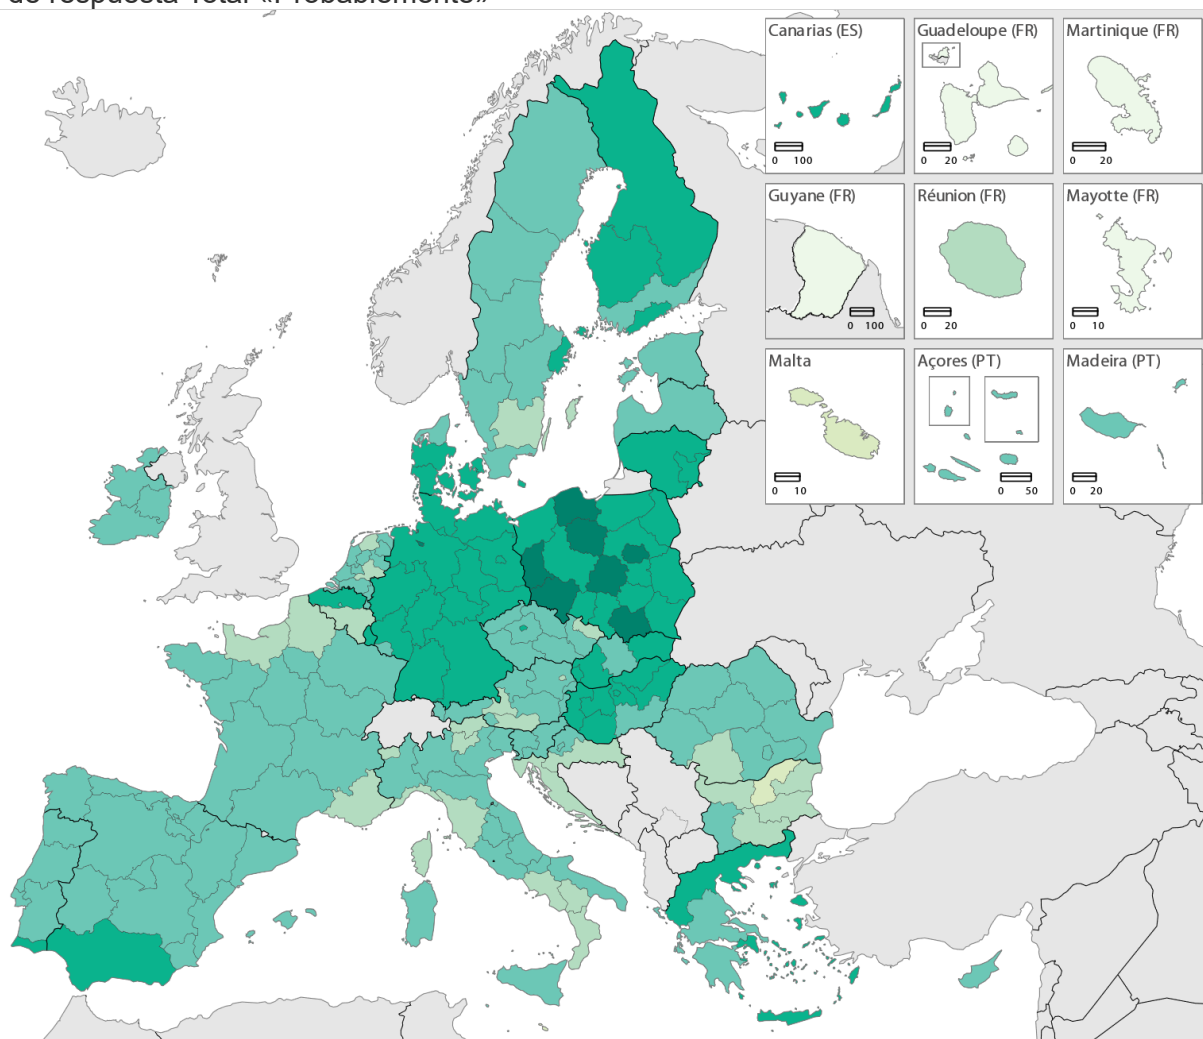 de respuesta Total «Probablemente»
Canarias (ES)
0 100
Guadeloupe (FR)
0 20
Martinique (FR)
0 20
Guyane (FR)
0 100
Réunion (FR)
0 20
Mayotte (FR)
0 10
Malta
0 10
Açores (PT)
0 50
Madeira (PT)
0 20